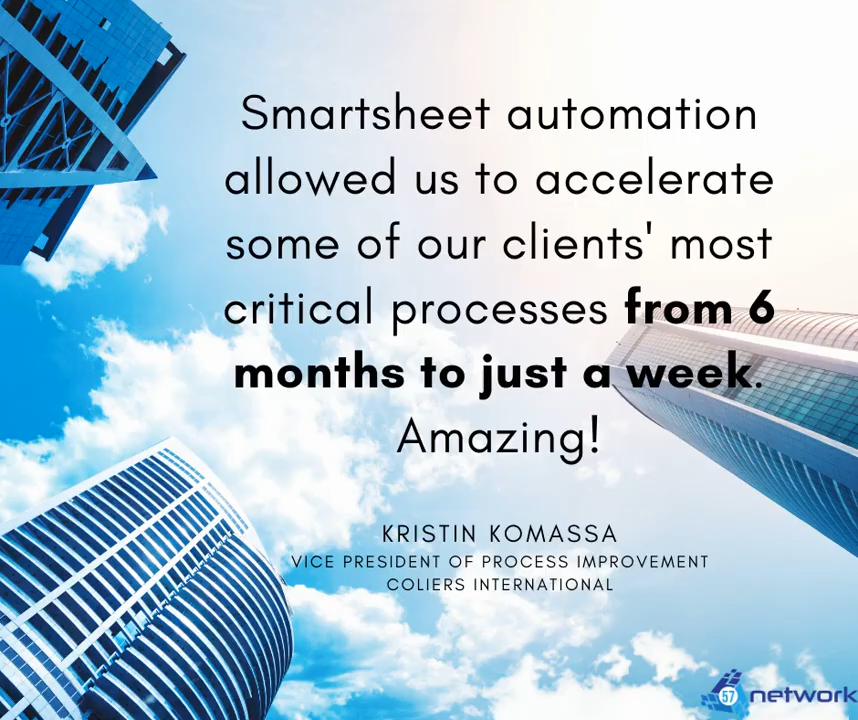 Smartsheet automation
allowed us to accelerate
some of our clients' most
critical processes from 6
months to just a week.
Amazing!
KRISTIN KOMASSA
VICE PRESIDENT OF PROCESS IMPROVEMENT
COLIERS INTERNATIONAL
57 network